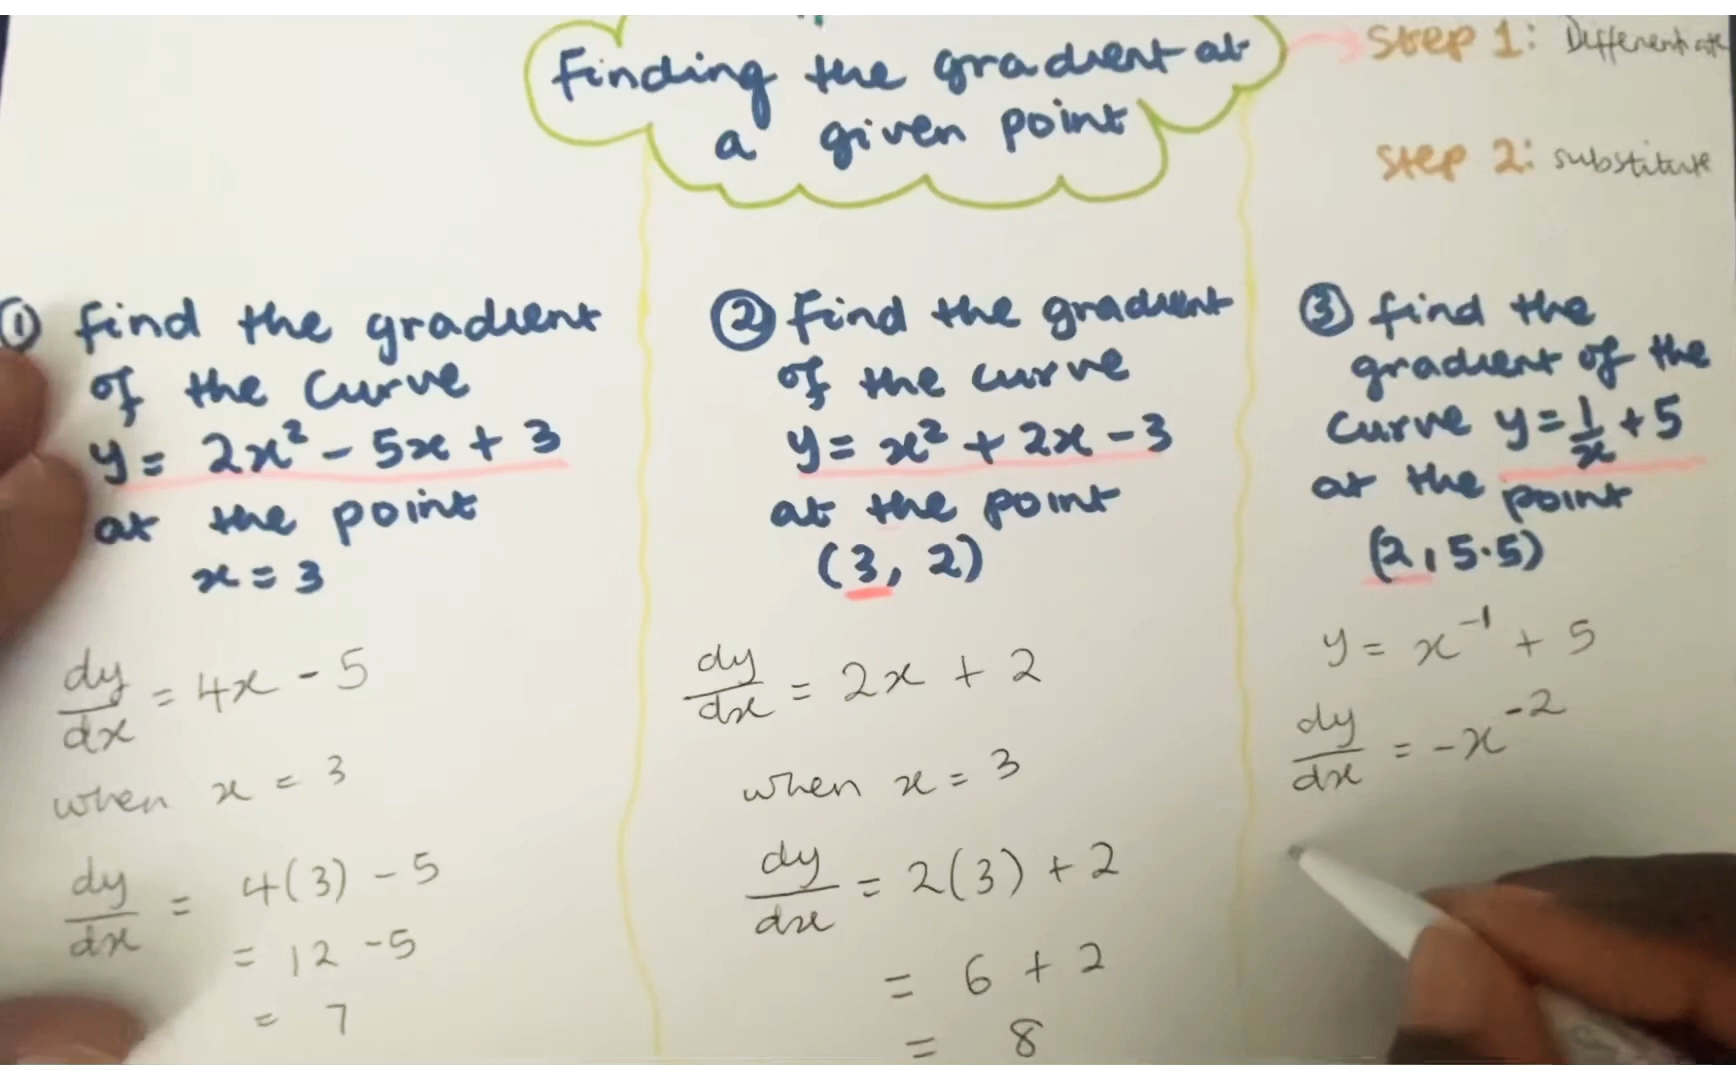 Finding the gradient at
a given point
Step 1: Differentiate
Step 2: substitute
① find the gradient
of the curve
y = 2x² - 5x + 3
at the point
x = 3
dy/dx = 4x - 5
when x = 3
dy/dx = 4(3) - 5
= 12 - 5
= 7
② find the gradient
of the curve
y = x² + 2x - 3
at the point
(3, 2)
dy/dx = 2x + 2
when x = 3
dy/dx = 2(3) + 2
= 6 + 2
= 8
③ find the
gradient of the
curve y = 1/x + 5
at the point
(2, 5.5)
y = x⁻¹ + 5
dy/dx = -x⁻²